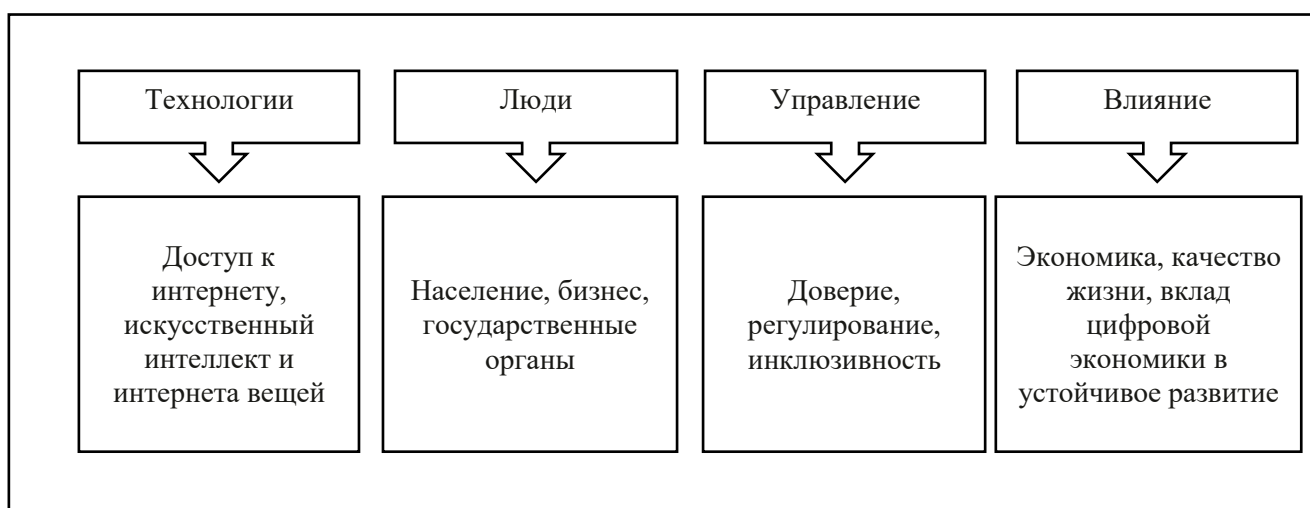 Технологии
Люди
Управление
Влияние
Доступ к
интернету,
искусственный
интеллект и
интернета вещей
Население, бизнес,
государственные
органы
Доверие,
регулирование,
инклюзивность
Экономика, качество
жизни, вклад
цифровой
экономики в
устойчивое развитие